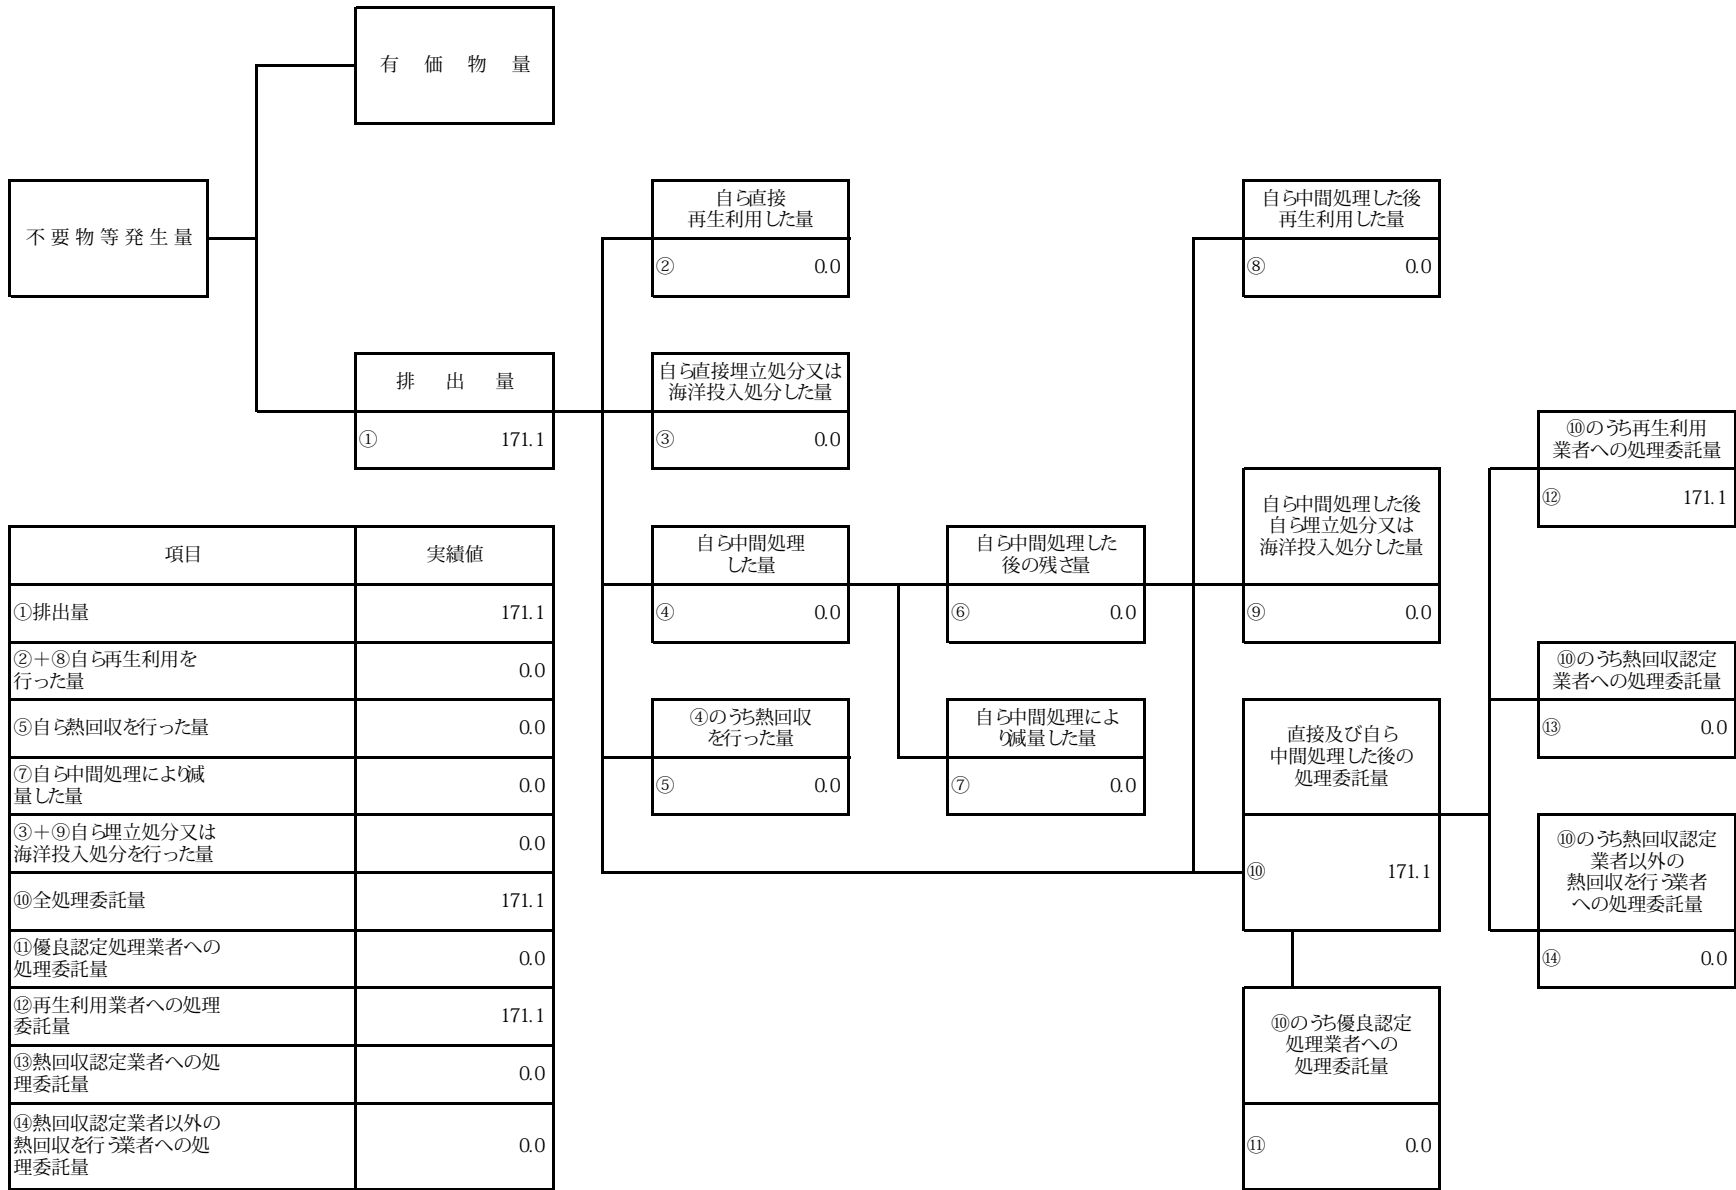 有価物量
不要物等発生量
自ら直接
再生利用した量
② 0.0
自ら中間処理した後
再生利用した量
⑧ 0.0
排出量
① 171.1
自ら直接埋立処分又は
海洋投入処分した量
③ 0.0
⑩のうち再生利用
業者への処理委託量
⑫ 171.1
自ら中間処理した後
自ら埋立処分又は
海洋投入処分した量
⑨ 0.0
自ら中間処理
した量
④ 0.0
自ら中間処理した
後の残さ量
⑥ 0.0
⑩のうち熱回収認定
業者への処理委託量
⑬ 0.0
④のうち熱回収
を行った量
⑤ 0.0
自ら中間処理によ
り減量した量
⑦ 0.0
直接及び自ら
中間処理した後の
処理委託量
⑩ 171.1
⑩のうち熱回収認定
業者以外の
熱回収を行う業者
への処理委託量
⑭ 0.0
⑩のうち優良認定
処理業者への
処理委託量
⑪ 0.0
項目 実績値
①排出量 171.1
②＋⑧自ら再生利用を
行った量 0.0
⑤自ら熱回収を行った量 0.0
⑦自ら中間処理により減
量した量 0.0
③＋⑨自ら埋立処分又は
海洋投入処分を行った量 0.0
⑩全処理委託量 171.1
⑪優良認定処理業者への
処理委託量 0.0
⑫再生利用業者への処理
委託量 171.1
⑬熱回収認定業者への処
理委託量 0.0
⑭熱回収認定業者以外の
熱回収を行う業者への処
理委託量 0.0